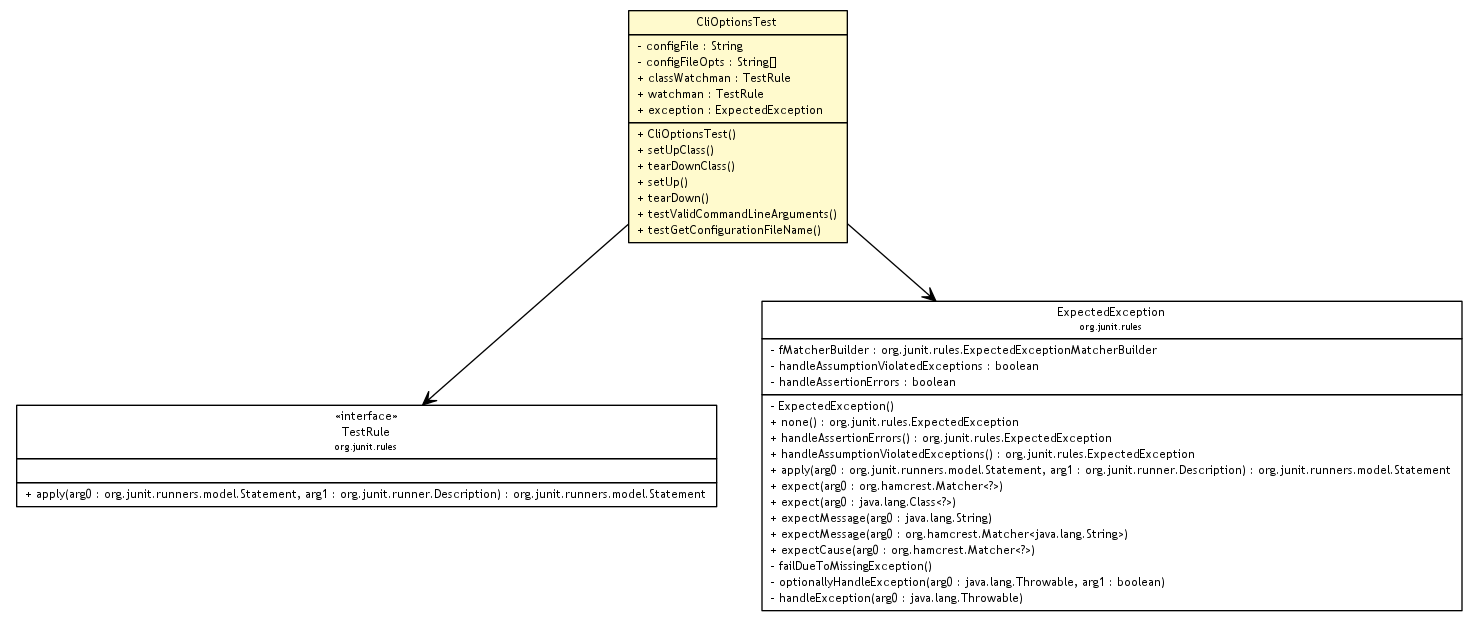 CliOptionsTest
- configFile : String
- configFileOpts : String[]
+ classWatchman : TestRule
+ watchman : TestRule
+ exception : ExpectedException
+ CliOptionsTest()
+ setUpClass()
+ tearDownClass()
+ setUp()
+ tearDown()
+ testValidCommandLineArguments()
+ testGetConfigurationFileName()
«interface»
TestRule
org.junit.rules
+ apply(arg0 : org.junit.runners.model.Statement, arg1 : org.junit.runner.Description) : org.junit.runners.model.Statement
ExpectedException
org.junit.rules
- fMatcherBuilder : org.junit.rules.ExpectedExceptionMatcherBuilder
- handleAssumptionViolatedExceptions : boolean
- handleAssertionErrors : boolean
- ExpectedException()
+ none() : org.junit.rules.ExpectedException
+ handleAssertionErrors() : org.junit.rules.ExpectedException
+ handleAssumptionViolatedExceptions() : org.junit.rules.ExpectedException
+ apply(arg0 : org.junit.runners.model.Statement, arg1 : org.junit.runner.Description) : org.junit.runners.model.Statement
+ expect(arg0 : org.hamcrest.Matcher<?>)
+ expect(arg0 : java.lang.Class<?>)
+ expectMessage(arg0 : java.lang.String)
+ expectMessage(arg0 : org.hamcrest.Matcher<java.lang.String>)
+ expectCause(arg0 : org.hamcrest.Matcher<?>)
- failDueToMissingException()
- optionallyHandleException(arg0 : java.lang.Throwable, arg1 : boolean)
- handleException(arg0 : java.lang.Throwable)